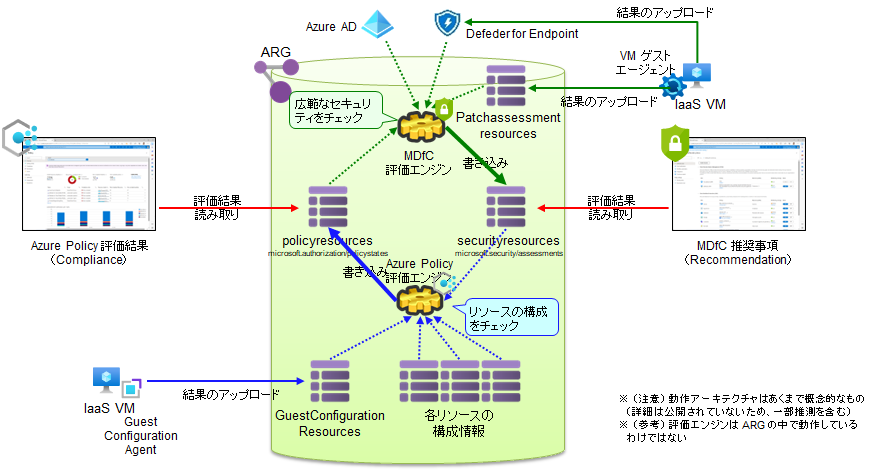 Azure AD
Defeder for Endpoint
結果のアップロード
ARG
VM ゲスト
エージェント
広範なセキュリ
ティをチェック
Patchassessment
resources
結果のアップロード
IaaS VM
MDfC
評価エンジン
書き込み
評価結果
読み取り
評価結果
読み取り
Azure Policy 評価結果
（Compliance）
policyresources
microsoft.authorization/policystates
securityresources
microsoft.security/assessments
MDfC 推奨事項
（Recommendation）
書き込み
Azure Policy
評価エンジン
リソースの構成
をチェック
結果のアップロード
IaaS VM
Guest
Configuration
Agent
GuestConfiguration
Resources
各リソースの
構成情報
※（注意）動作アーキテクチャはあくまで概念的なもの
（詳細は公開されていないため、一部推測を含む）
※（参考）評価エンジンは ARG の中で動作している
わけではない